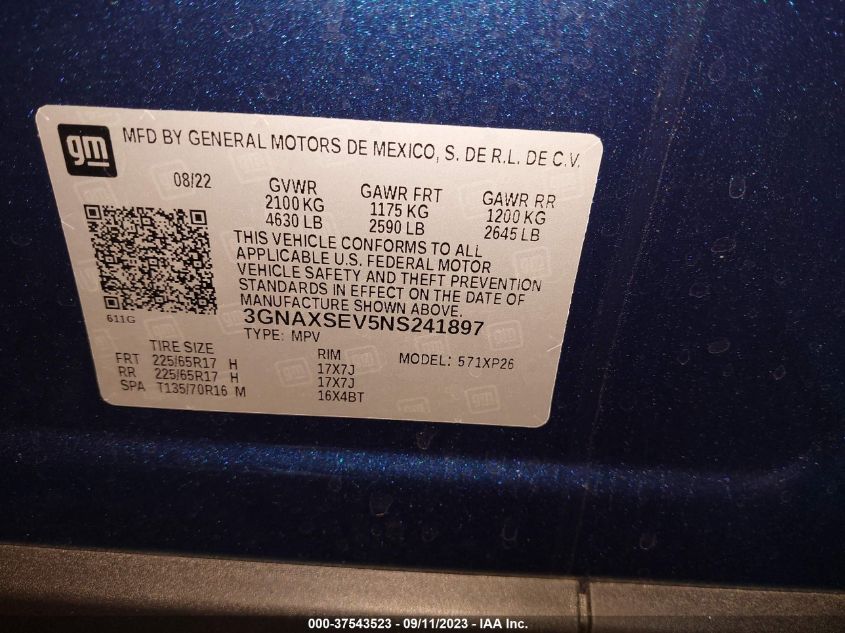 gm
MFD BY GENERAL MOTORS DE MEXICO, S. DE R.L. DE C.V.
08/22
GVWR
2100 KG
4630 LB
GAWR FRT
1175 KG
2590 LB
GAWR RR
1200 KG
2645 LB
THIS VEHICLE CONFORMS TO ALL
APPLICABLE U.S. FEDERAL MOTOR
VEHICLE SAFETY AND THEFT PREVENTION
STANDARDS IN EFFECT ON THE DATE OF
MANUFACTURE SHOWN ABOVE.
611G
3GNAXSEV5NS241897
TYPE: MPV
MODEL: 571XP26
TIRE SIZE RIM
FRT 225/65R17 H 17X7J
RR 225/65R17 H 17X7J
SPA T135/70R16 M 16X4BT
000-37543523 - 09/11/2023 - IAA Inc.